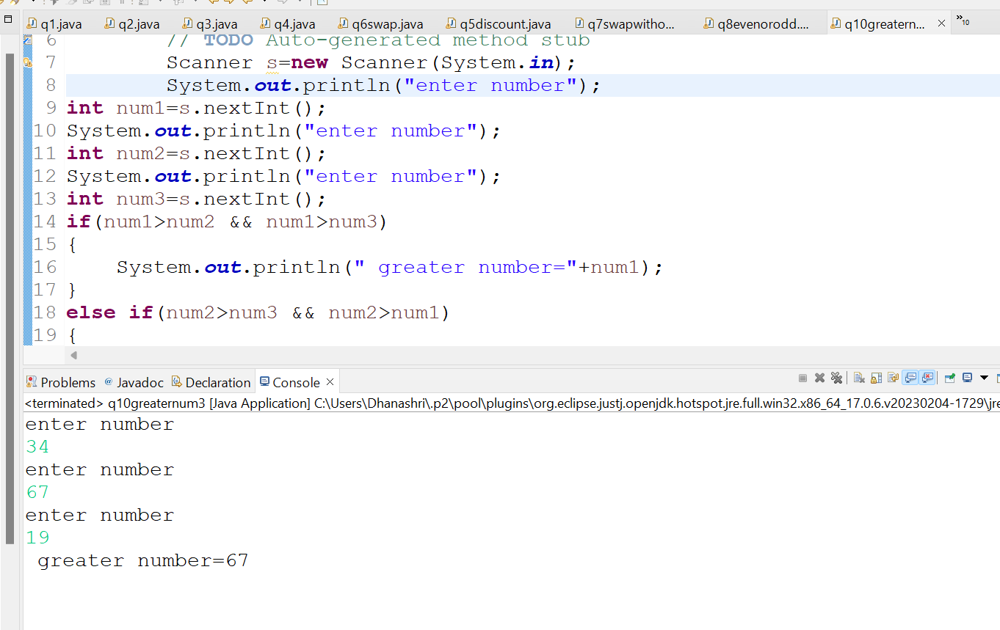 q1.java q2.java q3.java q4.java q6swap.java q5discount.java q7swapwitho... q8evenorodd.... q10greatern... »10
6 // TODO Auto-generated method stub
7 Scanner s=new Scanner(System.in);
8 System.out.println("enter number");
9 int num1=s.nextInt();
10 System.out.println("enter number");
11 int num2=s.nextInt();
12 System.out.println("enter number");
13 int num3=s.nextInt();
14 if(num1>num2 && num1>num3)
15 {
16 System.out.println(" greater number="+num1);
17 }
18 else if(num2>num3 && num2>num1)
19 {
Problems @ Javadoc Declaration Console
<terminated> q10greaternum3 [Java Application] C:\Users\Dhanashri\.p2\pool\plugins\org.eclipse.justj.openjdk.hotspot.jre.full.win32.x86_64_17.0.6.v20230204-1729\jre
enter number
34
enter number
67
enter number
19
greater number=67